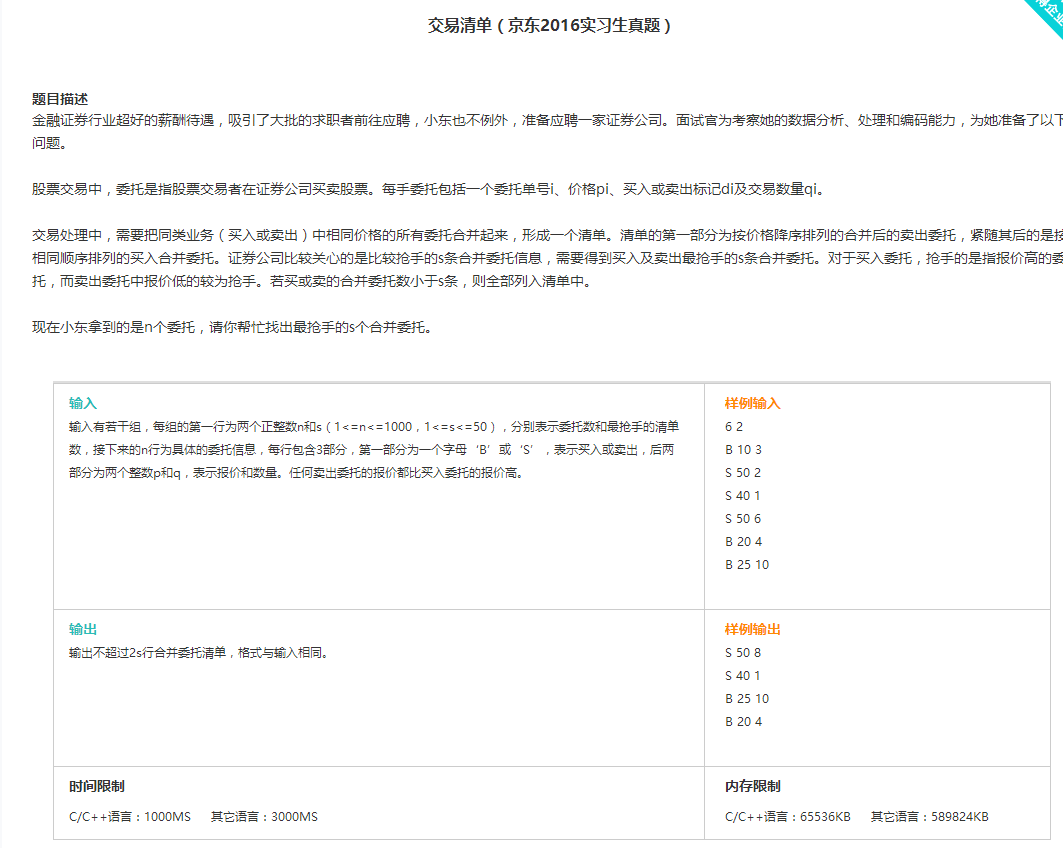 交易清单（京东2016实习生真题）
题目描述
金融证券行业超好的薪酬待遇，吸引了大批的求职者前往应聘，小东也不例外，准备应聘一家证券公司。面试官为考察她的数据分析、处理和编码能力，为她准备了以下
问题。
股票交易中，委托是指股票交易者在证券公司买卖股票。每手委托包括一个委托单号i、价格pi、买入或卖出标记di及交易数量qi。
交易处理中，需要把同类业务（买入或卖出）中相同价格的所有委托合并起来，形成一个清单。清单的第一部分为按价格降序排列的合并后的卖出委托，紧随其后的是按
相同顺序排列的买入合并委托。证券公司比较关心的是比较抢手的s条合并委托信息，需要得到买入及卖出最抢手的s条合并委托。对于买入委托，抢手的是指报价高的委
托，而卖出委托中报价低的较为抢手。若买或卖的合并委托数小于s条，则全部列入清单中。
现在小东拿到的是n个委托，请你帮忙找出最抢手的s个合并委托。
输入
输入有若干组，每组的第一行为两个正整数n和s（1<=n<=1000，1<=s<=50），分别表示委托数和最抢手的清单
数，接下来的n行为具体的委托信息，每行包含3部分，第一部分为一个字母‘B’或‘S’，表示买入或卖出，后两
部分为两个整数p和q，表示报价和数量。任何卖出委托的报价都比买入委托的报价高。
样例输入
6 2
B 10 3
S 50 2
S 40 1
S 50 6
B 20 4
B 25 10
输出
输出不超过2s行合并委托清单，格式与输入相同。
样例输出
S 50 8
S 40 1
B 25 10
B 20 4
时间限制
C/C++语言：1000MS 其它语言：3000MS
内存限制
C/C++语言：65536KB 其它语言：589824KB